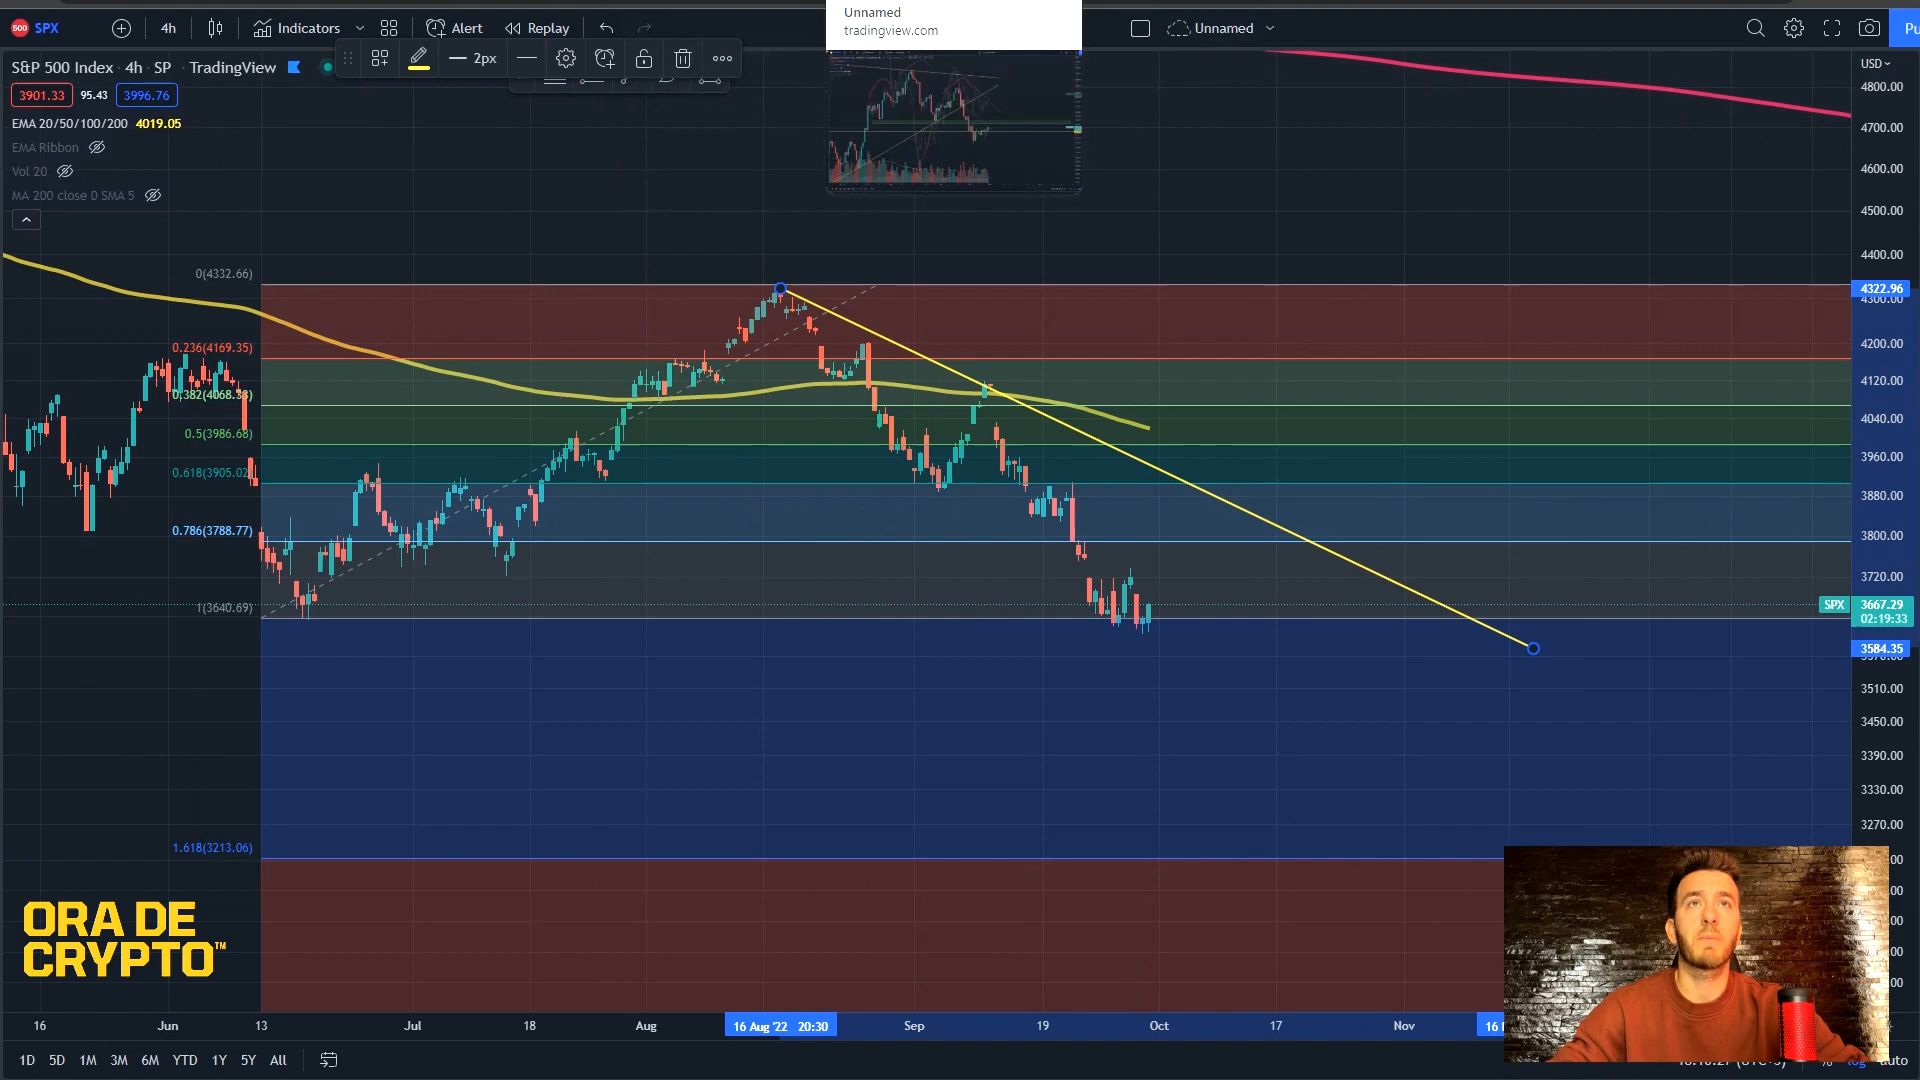 Unnamed
tradingview.com
500 SPX
4h
Indicators
Alert
Replay
Unnamed
Pu
S&P 500 Index · 4h · SP · TradingView
2px
3901.33 95.43 3996.76
EMA 20/50/100/200 4019.05
EMA Ribbon
Vol 20
MA 200 close 0 SMA 5
USD
4800.00
4700.00
4600.00
4500.00
4400.00
4322.96
4300.00
4200.00
4120.00
4040.00
3960.00
3880.00
3800.00
3720.00
SPX 3667.29
02:19:33
3584.35
3510.00
3450.00
3390.00
3330.00
3270.00
0(4332.66)
0.236(4169.35)
0.382(4068.33)
0.5(3986.68)
0.618(3905.02)
0.786(3788.77)
1(3640.69)
1.618(3213.06)
ORA DE
CRYPTO™
16 Jun 13 Jul 18 Aug 16 Aug '22 20:30 Sep 19 Oct 17 Nov 16
1D 5D 1M 3M 6M YTD 1Y 5Y All
% log auto